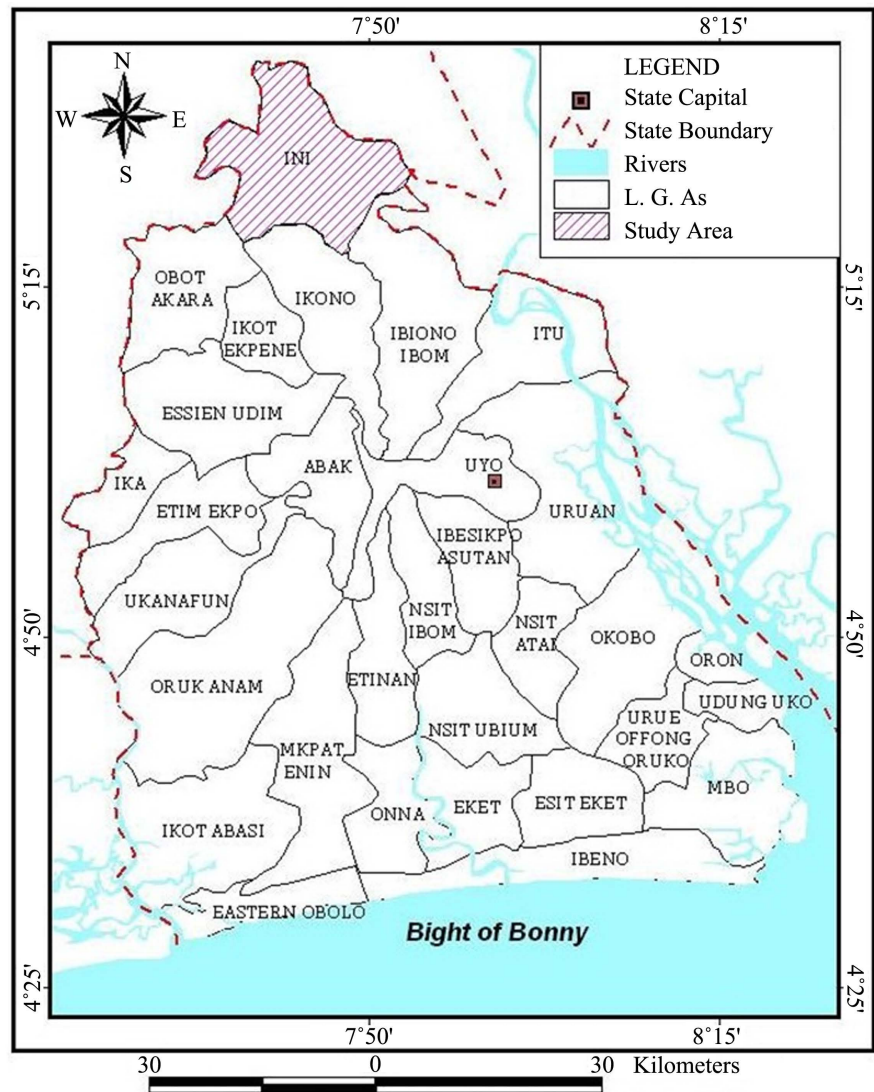 7°50'
8°15'
N
W
E
S
LEGEND
State Capital
State Boundary
Rivers
L. G. As
Study Area
INI
5°15'
5°15'
OBOT
AKARA
IKONO
IKOT
EKPENE
IBIONO
IBOM
ITU
ESSIEN UDIM
ABAK
UYO
IKA
ETIM EKPO
URUAN
IBESIKPO
ASUTAN
UKANAFUN
NSIT
IBOM
NSIT
ATAI
OKOBO
4°50'
4°50'
ORON
ORUK ANAM
ETINAN
UDUNG UKO
NSIT UBIUM
URUE
OFFONG
ORUKO
MKPAT
ENIN
MBO
IKOT ABASI
ONNA
EKET
ESIT EKET
IBENO
EASTERN OBOLO
Bight of Bonny
4°25'
4°25'
7°50'
8°15'
30
0
30
Kilometers